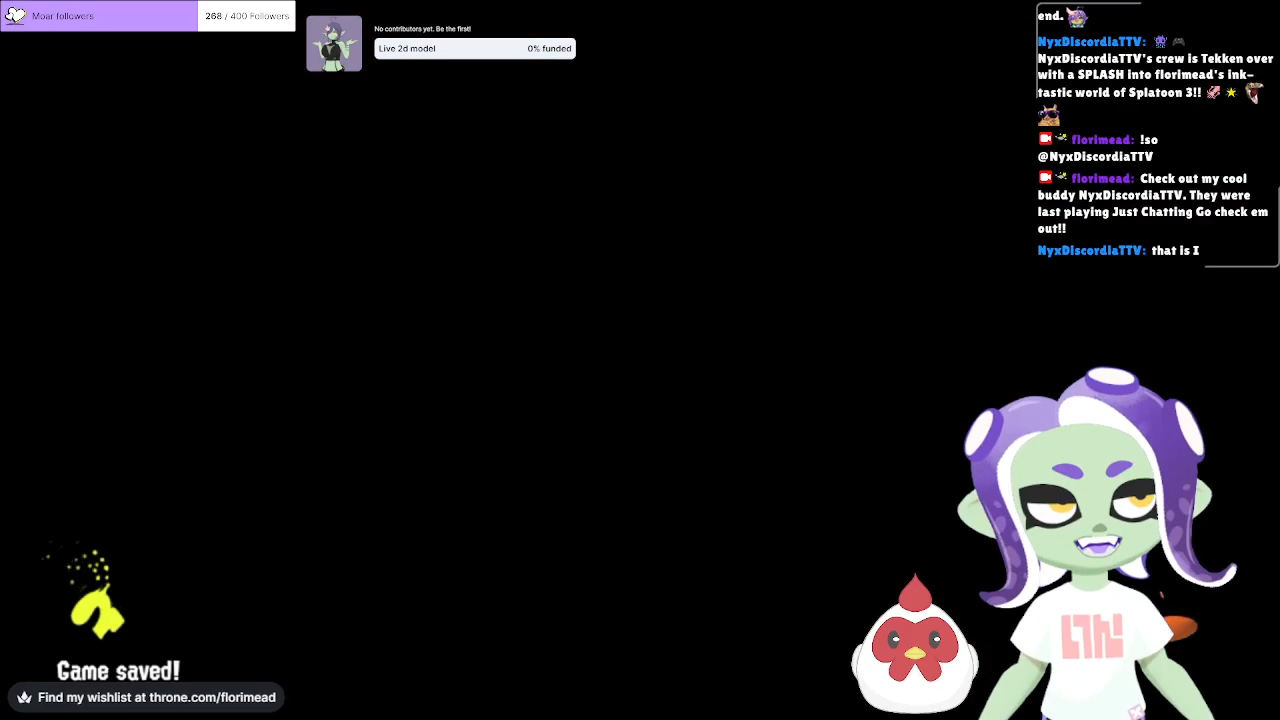 Moar followers
268 / 400 Followers
No contributors yet. Be the first!
Live 2d model
0% funded
end.
NyxDiscordiaTTV:
NyxDiscordiaTTV's crew is Tekken over
with a SPLASH into florimead's ink-
tastic world of Splatoon 3!!
florimead: !so
@NyxDiscordiaTTV
florimead: Check out my cool
buddy NyxDiscordiaTTV. They were
last playing Just Chatting Go check em
out!!
NyxDiscordiaTTV: that is I
Game saved!
Find my wishlist at throne.com/florimead